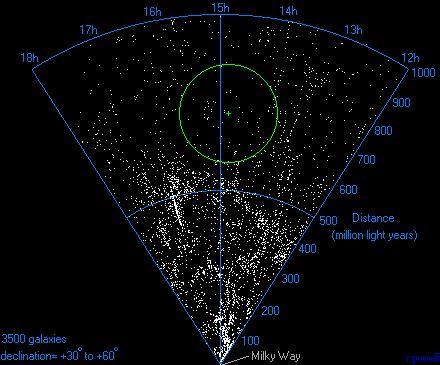 15h
16h
14h
17h
13h
18h
12h
1000
900
800
700
600
500
Distance
(million light years)
400
300
200
100
3500 galaxies
declination= +30° to +60°
Milky Way